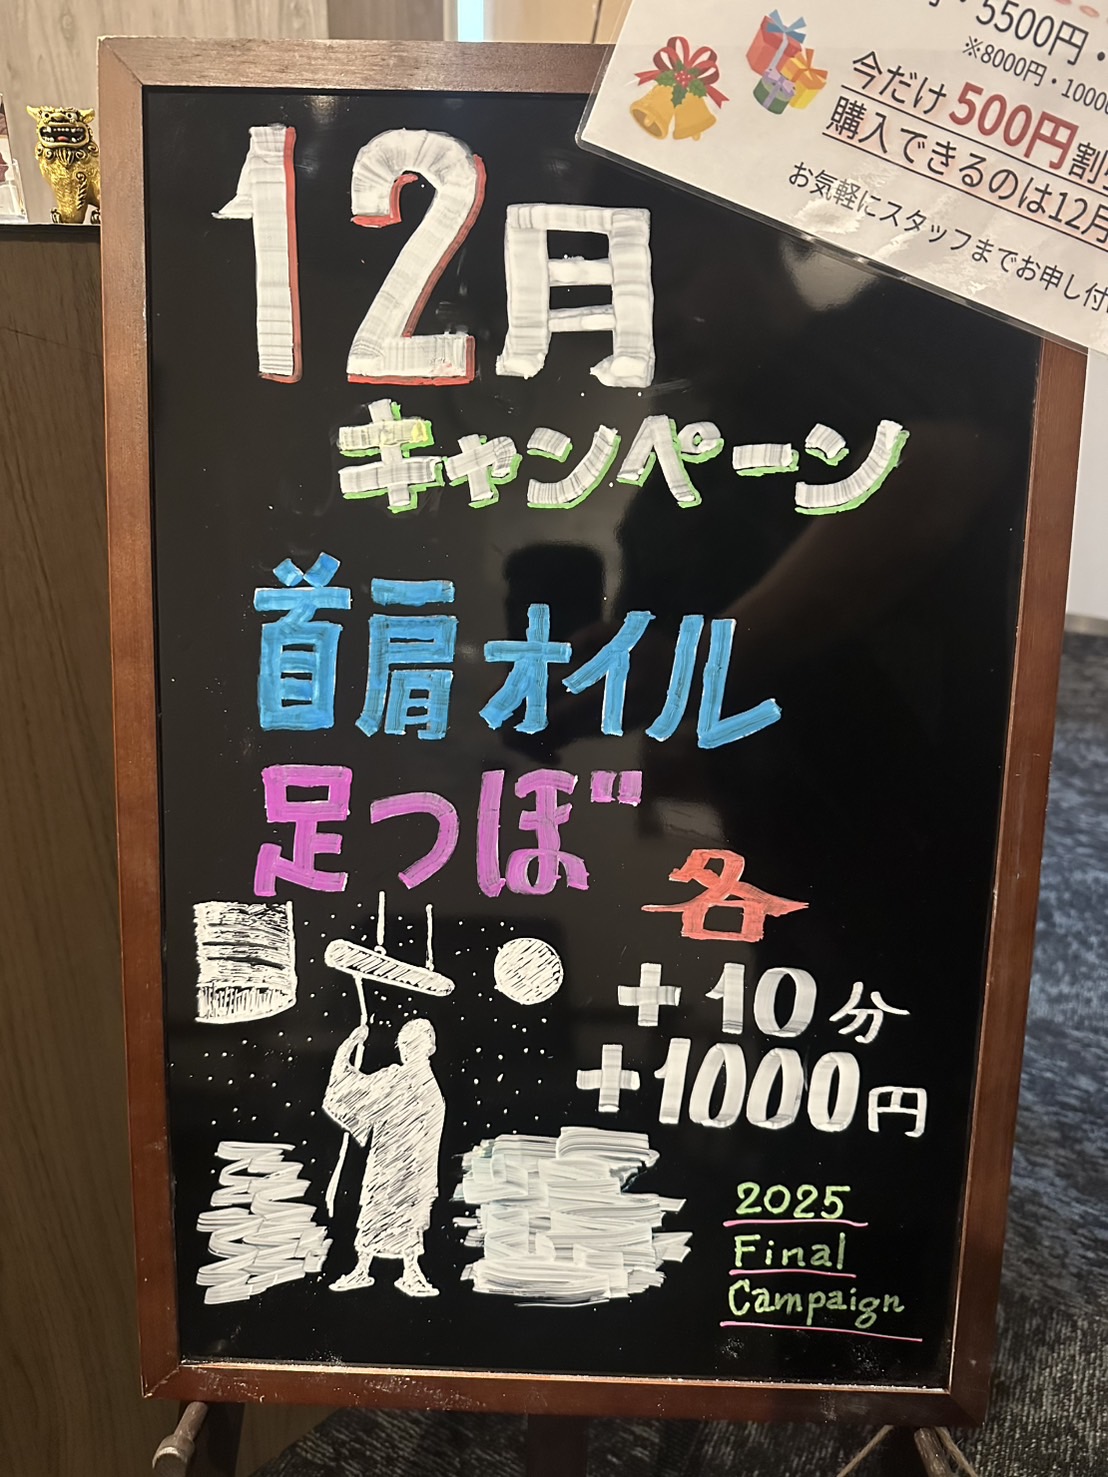 5500円・
※8000円・1000
今だけ500円割
購入できるのは12月
お気軽にスタッフまでお申し付
12月
キャンペーン
首肩オイル
足つぼ
各
+10分
+1000円
2025
Final
Campaign